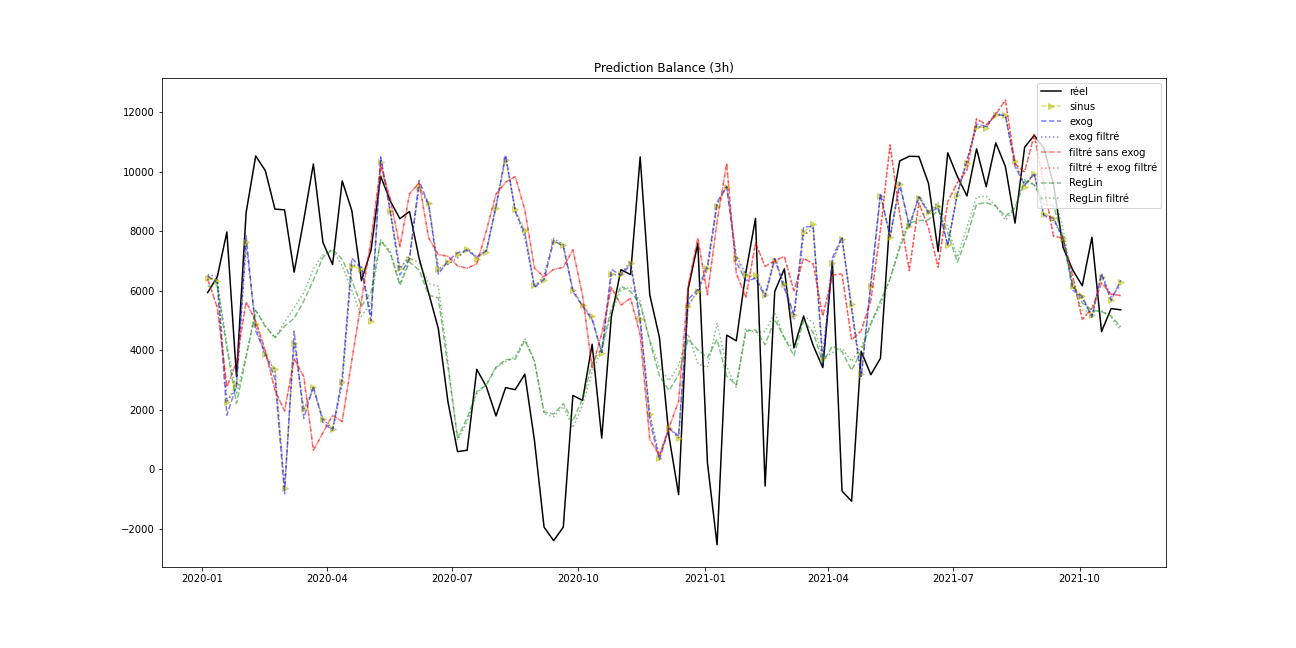 Prediction Balance (3h)
réel
sinus
exog
exog filtré
filtré sans exog
filtré + exog filtré
RegLin
RegLin filtré
12000
10000
8000
6000
4000
2000
0
−2000
2020-01 2020-04 2020-07 2020-10 2021-01 2021-04 2021-07 2021-10